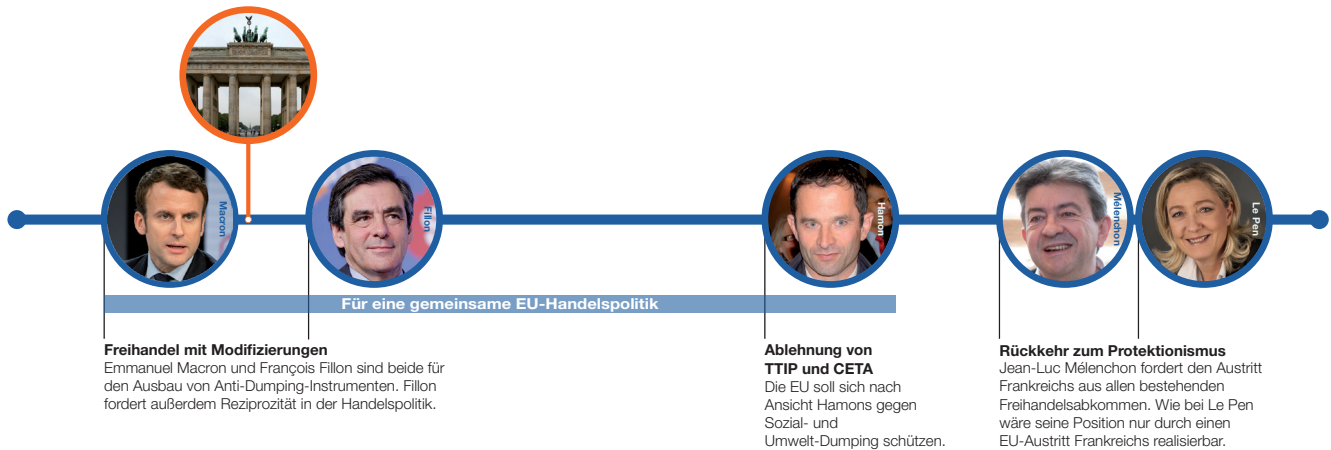 Macron
Fillon
Hamon
Mélenchon
Le Pen
Für eine gemeinsame EU-Handelspolitik
Freihandel mit Modifizierungen
Emmanuel Macron und François Fillon sind beide für
den Ausbau von Anti-Dumping-Instrumenten. Fillon
fordert außerdem Reziprozität in der Handelspolitik.
Ablehnung von
TTIP und CETA
Die EU soll sich nach
Ansicht Hamons gegen
Sozial- und
Umwelt-Dumping schützen.
Rückkehr zum Protektionismus
Jean-Luc Mélenchon fordert den Austritt
Frankreichs aus allen bestehenden
Freihandelsabkommen. Wie bei Le Pen
wäre seine Position nur durch einen
EU-Austritt Frankreichs realisierbar.